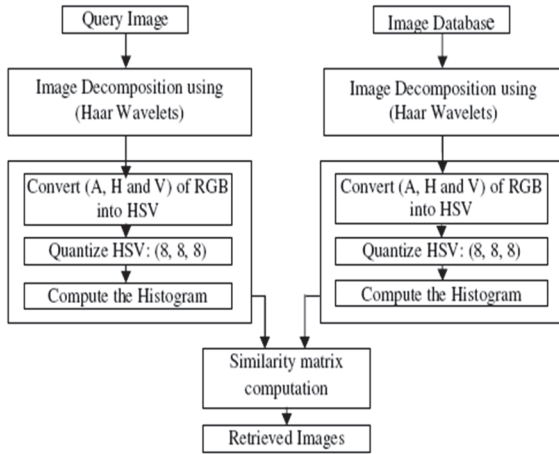 Query Image
Image Database
Image Decomposition using
(Haar Wavelets)
Image Decomposition using
(Haar Wavelets)
Convert (A, H and V) of RGB
into HSV
Quantize HSV: (8, 8, 8)
Compute the Histogram
Convert (A, H and V) of RGB
into HSV
Quantize HSV: (8, 8, 8)
Compute the Histogram
Similarity matrix
computation
Retrieved Images